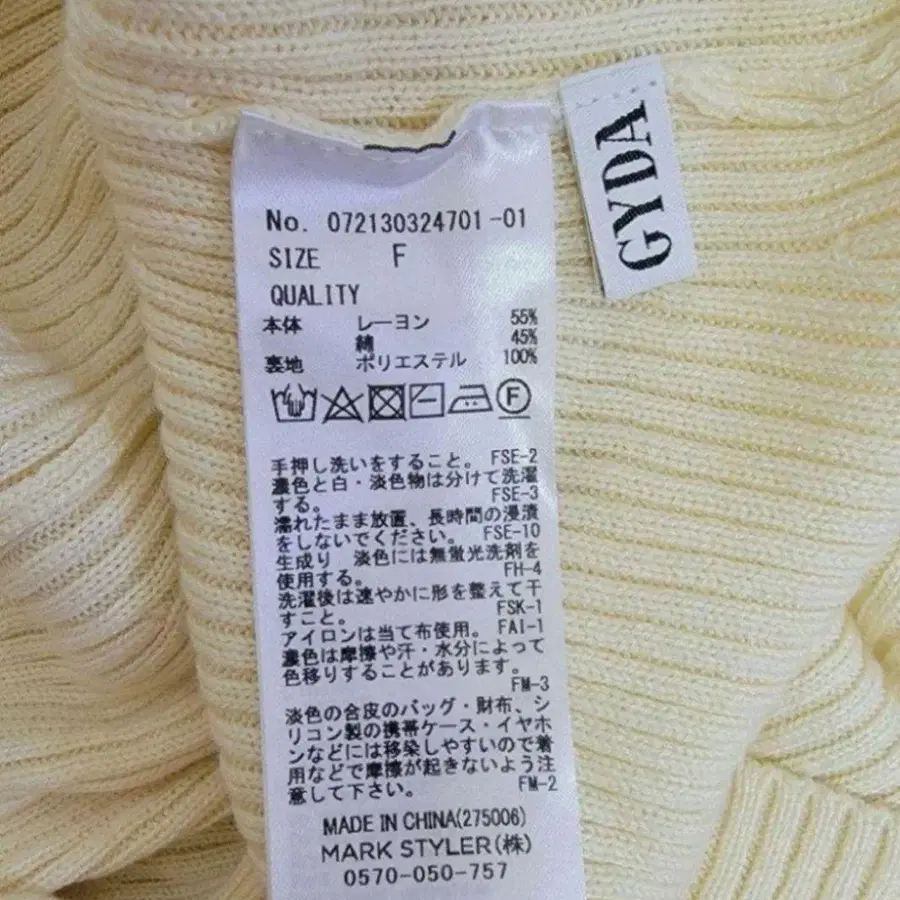 GYDA
No. 072130324701-01
SIZE F
QUALITY
本体 レーヨン 55%
綿 45%
裏地 ポリエステル 100%
F
手押し洗いをすること。 FSE-2
濃色と白・淡色物は分けて洗濯
する。 FSE-3
濡れたまま放置、長時間の浸漬
をしないでください。 FSE-10
生成り 淡色には無蛍光洗剤を
使用する。 FH-4
洗濯後は速やかに形を整えて干
すこと。 FSK-1
アイロンは当て布使用。 FAI-1
濃色は摩擦や汗・水分によって
色移りすることがあります。
FM-3
淡色の合皮のバッグ・財布、シ
リコン製の携帯ケース・イヤホ
ンなどには移染しやすいので着
用などで摩擦が起きないよう注
意して下さい。 FM-2
MADE IN CHINA(275006)
MARK STYLER(株)
0570-050-757